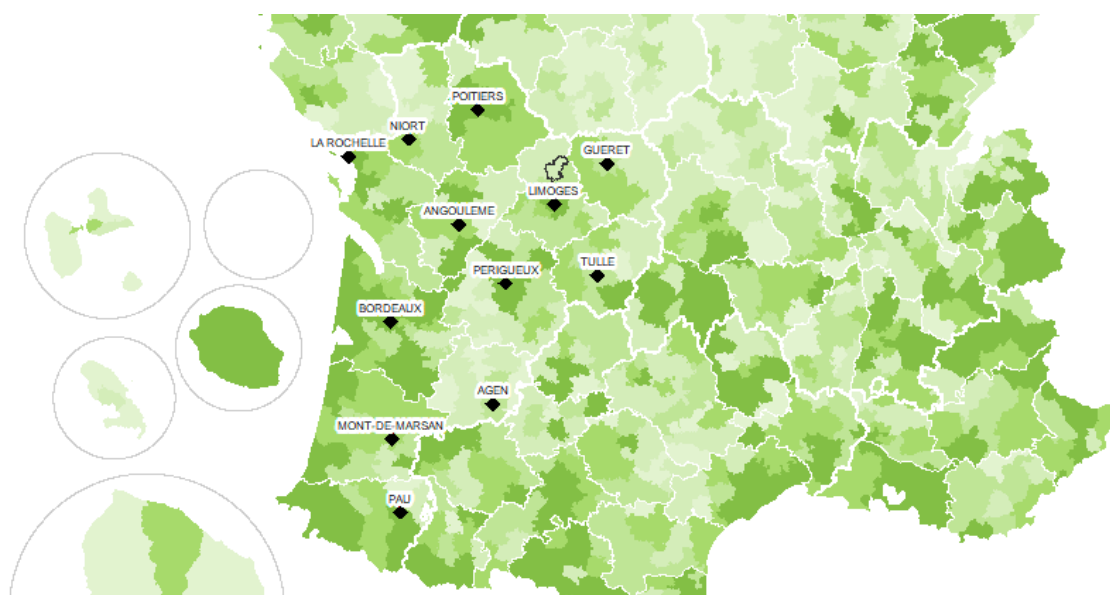 POITIERS
NIORT
LA ROCHELLE
GUERET
LIMOGES
ANGOULEME
TULLE
PERIGUEUX
BORDEAUX
AGEN
MONT-DE-MARSAN
PAU